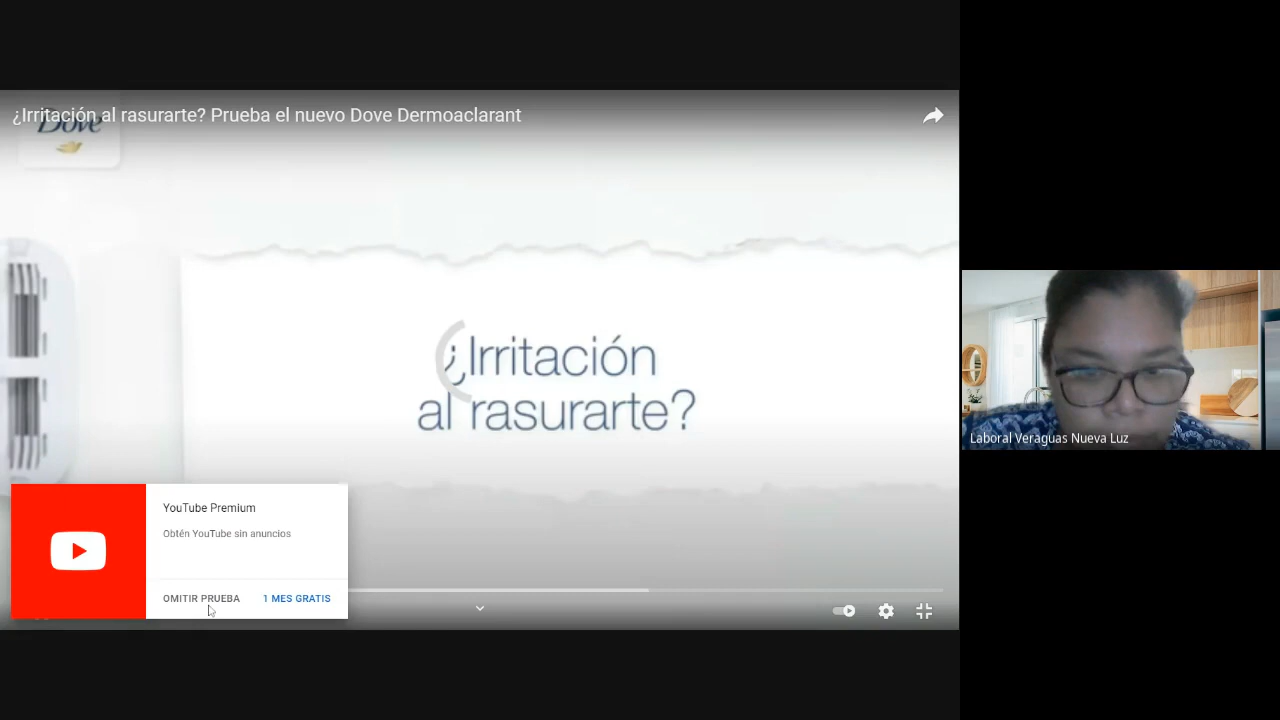 ¿Irritación al rasurarte? Prueba el nuevo Dove Dermoaclarant
Dove
¿Irritación
al rasurarte?
YouTube Premium
Obtén YouTube sin anuncios
OMITIR PRUEBA
1 MES GRATIS
Laboral Veraguas Nueva Luz